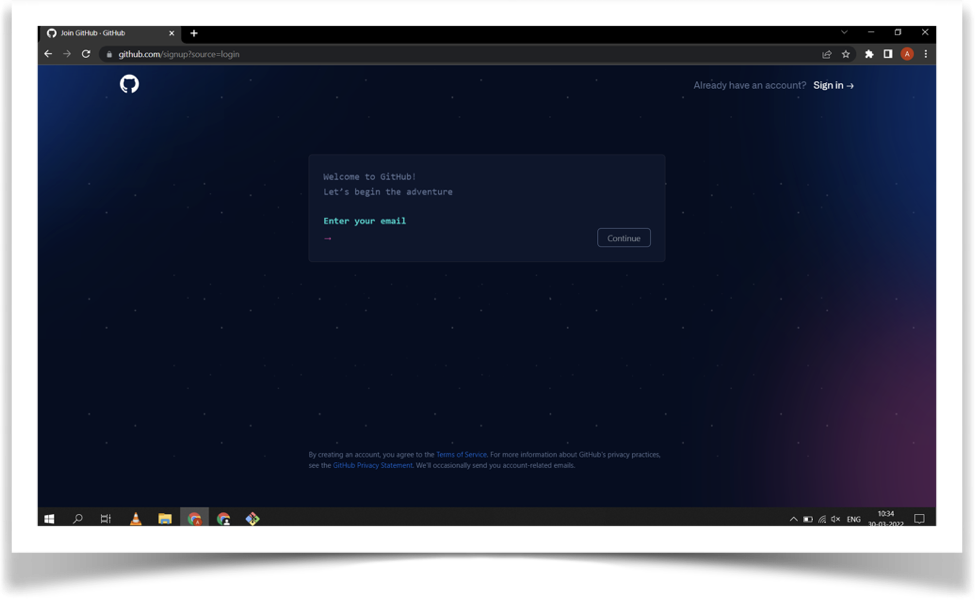 Join GitHub · GitHub
github.com/signup?source=login
A
Already have an account? Sign in →
Welcome to GitHub!
Let's begin the adventure
Enter your email
→
Continue
By creating an account, you agree to the Terms of Service. For more information about GitHub's privacy practices,
see the GitHub Privacy Statement. We'll occasionally send you account-related emails.
ENG
10:34
30-03-2022